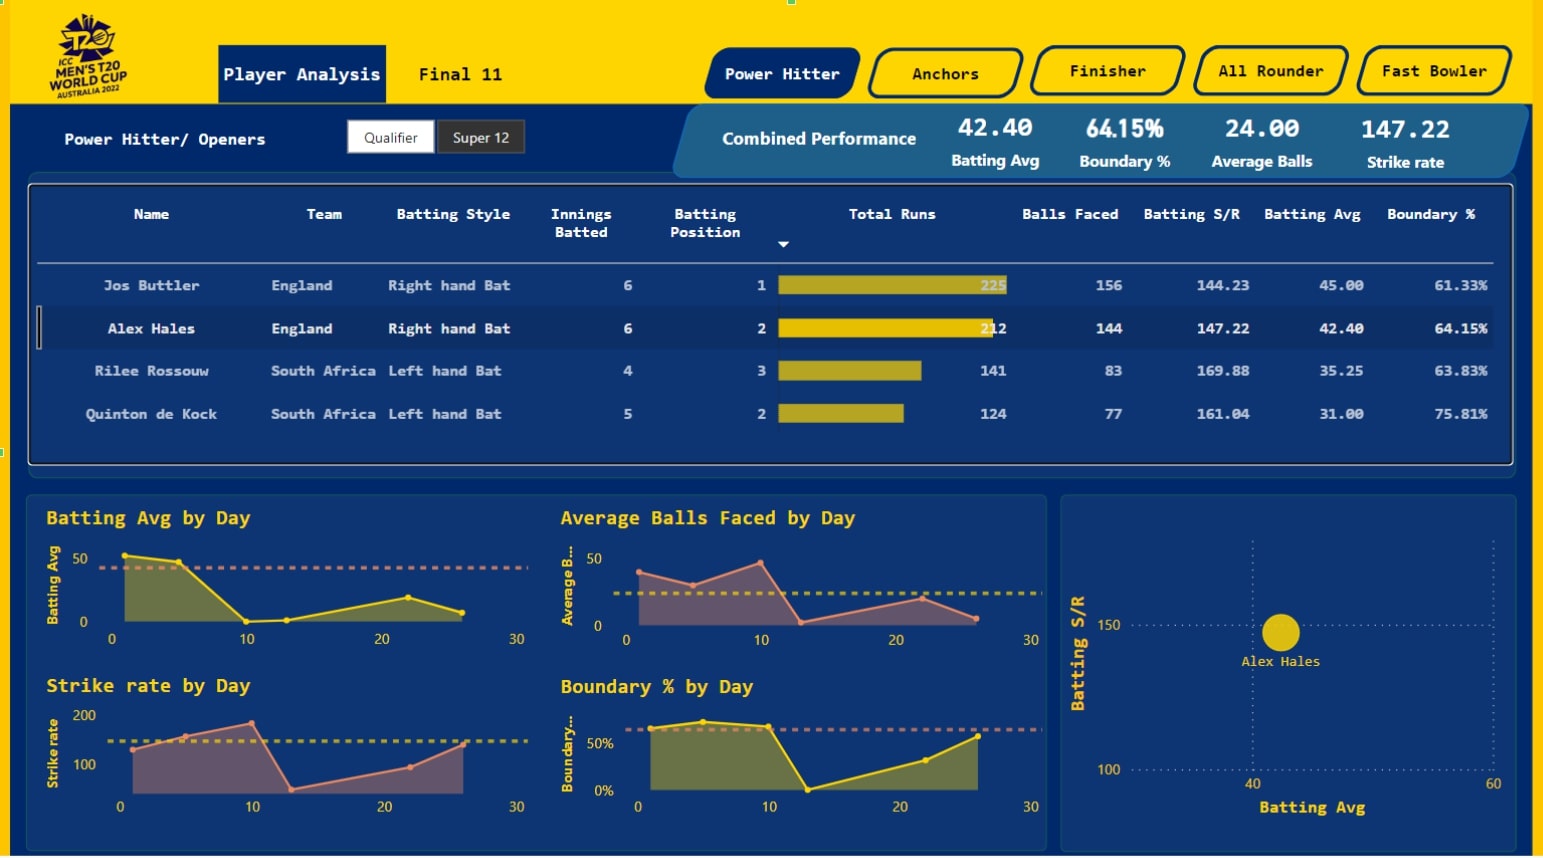 T20
ICC
MEN'S T20
WORLD CUP
AUSTRALIA 2022
Player Analysis
Final 11
Power Hitter
Anchors
Finisher
All Rounder
Fast Bowler
Power Hitter/ Openers
Qualifier
Super 12
Combined Performance
42.40
Batting Avg
64.15%
Boundary %
24.00
Average Balls
147.22
Strike rate
Name Team Batting Style Innings Batted Batting Position Total Runs Balls Faced Batting S/R Batting Avg Boundary %
Jos Buttler England Right hand Bat 6 1 225 156 144.23 45.00 61.33%
Alex Hales England Right hand Bat 6 2 212 144 147.22 42.40 64.15%
Rilee Rossouw South Africa Left hand Bat 4 3 141 83 169.88 35.25 63.83%
Quinton de Kock South Africa Left hand Bat 5 2 124 77 161.04 31.00 75.81%
Batting Avg by Day
Batting Avg
50
0
0 10 20 30
Average Balls Faced by Day
Average B...
50
0
0 10 20 30
Strike rate by Day
Strike rate
200
100
0 10 20 30
Boundary % by Day
Boundary...
50%
0%
0 10 20 30
Batting S/R
150
Alex Hales
100
40 60
Batting Avg